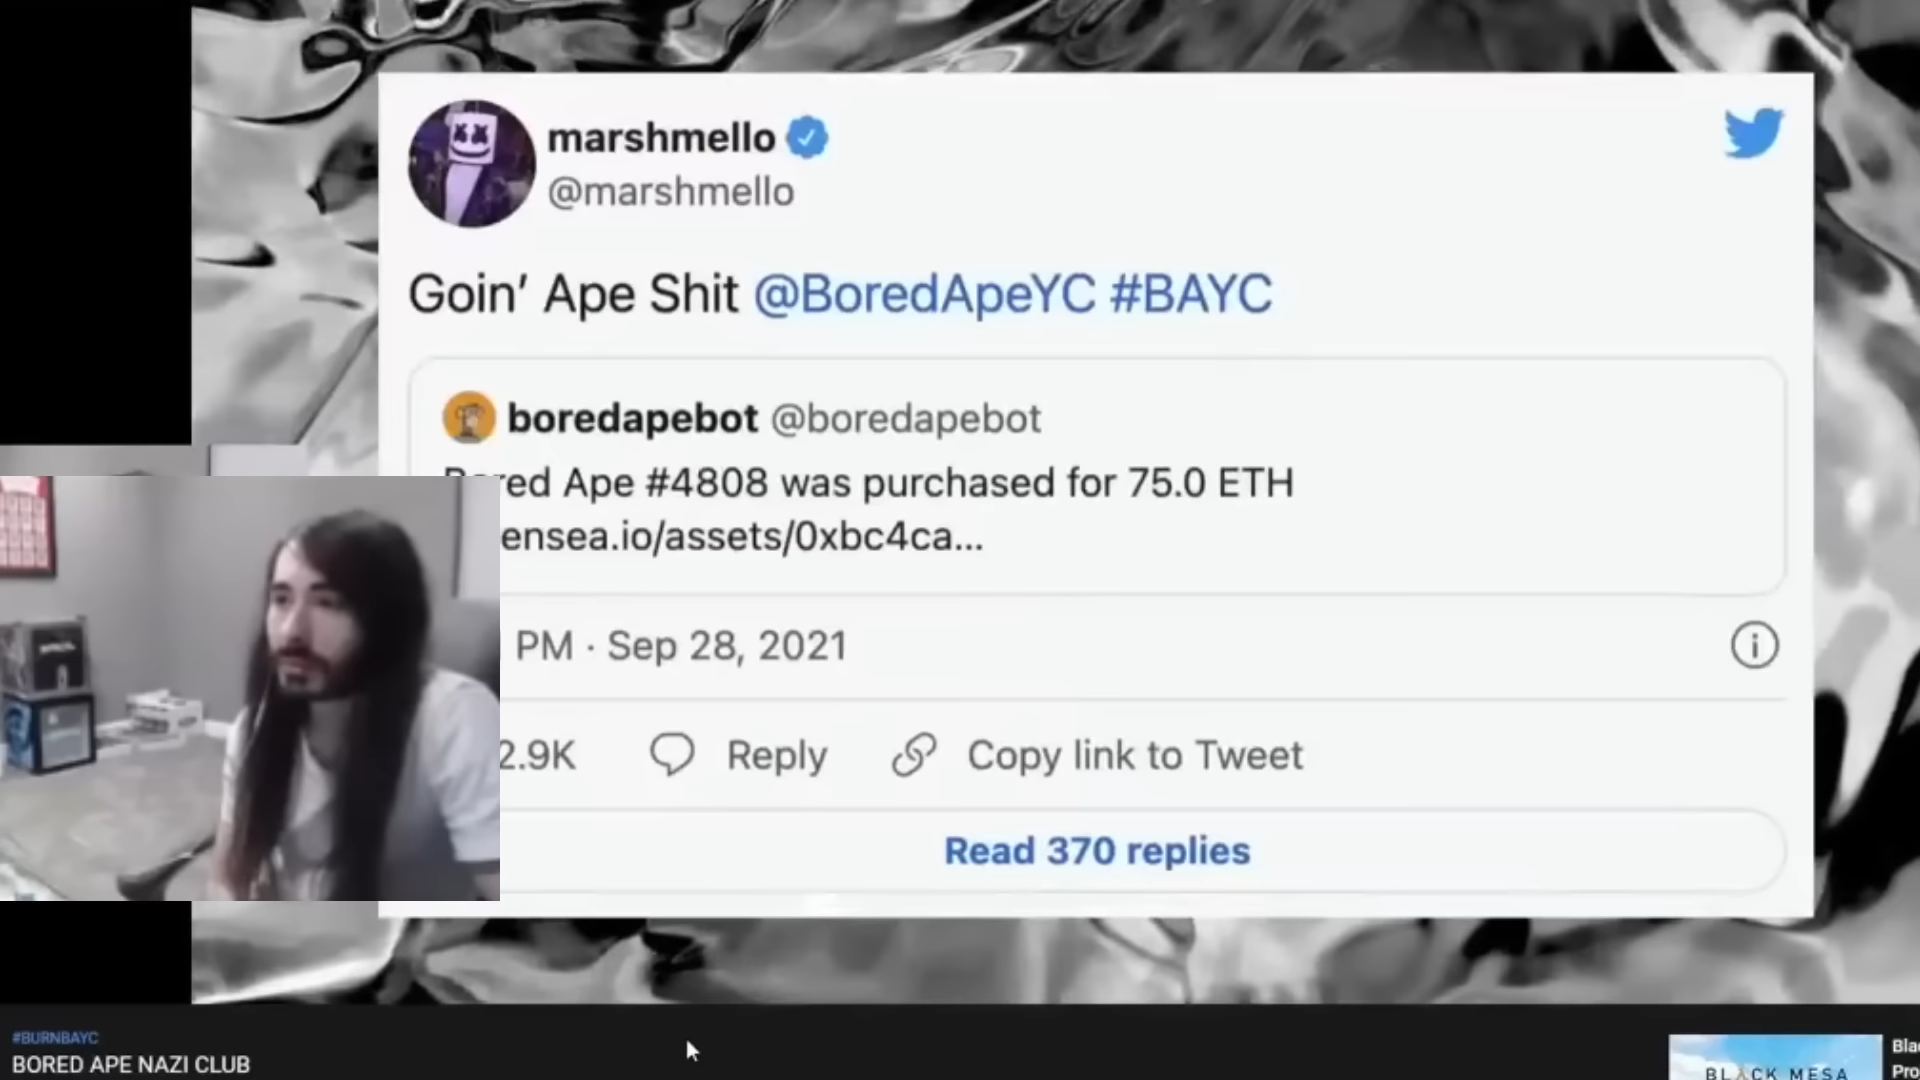 marshmello
@marshmello
Goin’ Ape Shit @BoredApeYC #BAYC
boredapebot @boredapebot
Bored Ape #4808 was purchased for 75.0 ETH
ensea.io/assets/0xbc4ca...
PM · Sep 28, 2021
2.9K Reply Copy link to Tweet
Read 370 replies
#BURNBAYC
BORED APE NAZI CLUB
BLACK MESA